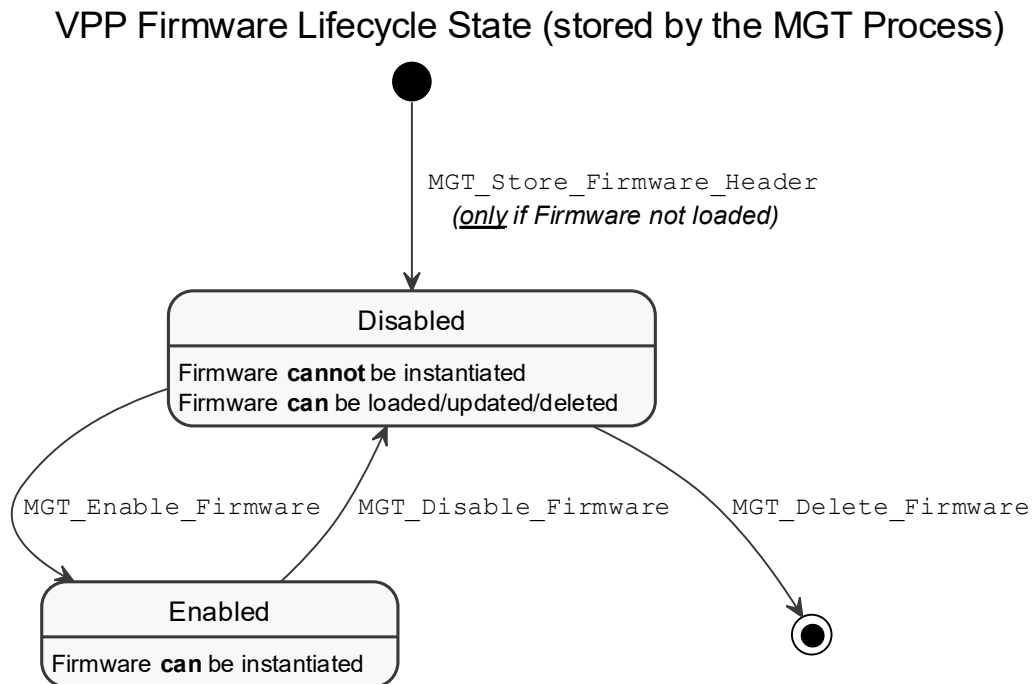 VPP Firmware Lifecycle State (stored by the MGT Process)
MGT_Store_Firmware_Header
(only if Firmware not loaded)
Disabled
Firmware cannot be instantiated
Firmware can be loaded/updated/deleted
MGT_Enable_Firmware
MGT_Disable_Firmware
MGT_Delete_Firmware
Enabled
Firmware can be instantiated